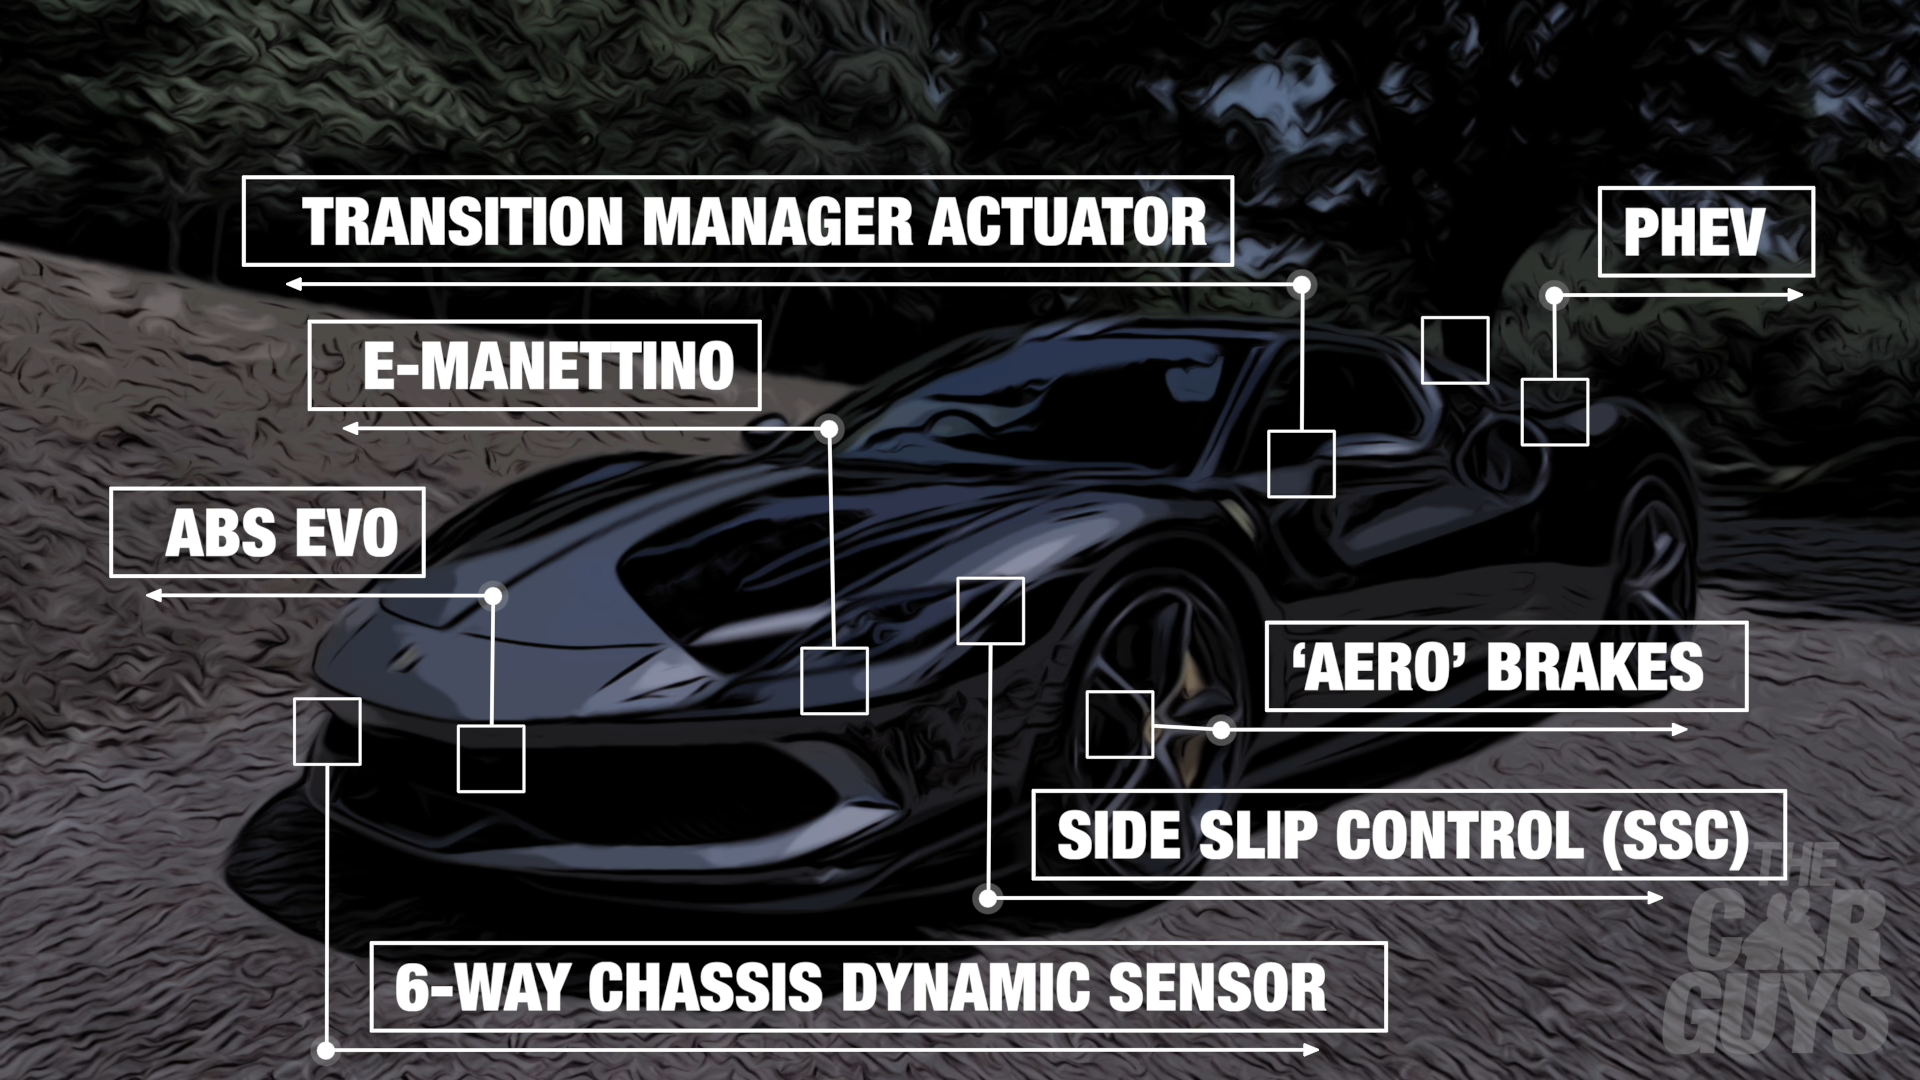 TRANSITION MANAGER ACTUATOR
PHEV
E-MANETTINO
ABS EVO
‘AERO’ BRAKES
SIDE SLIP CONTROL (SSC)
6-WAY CHASSIS DYNAMIC SENSOR
THE
CAR
GUYS